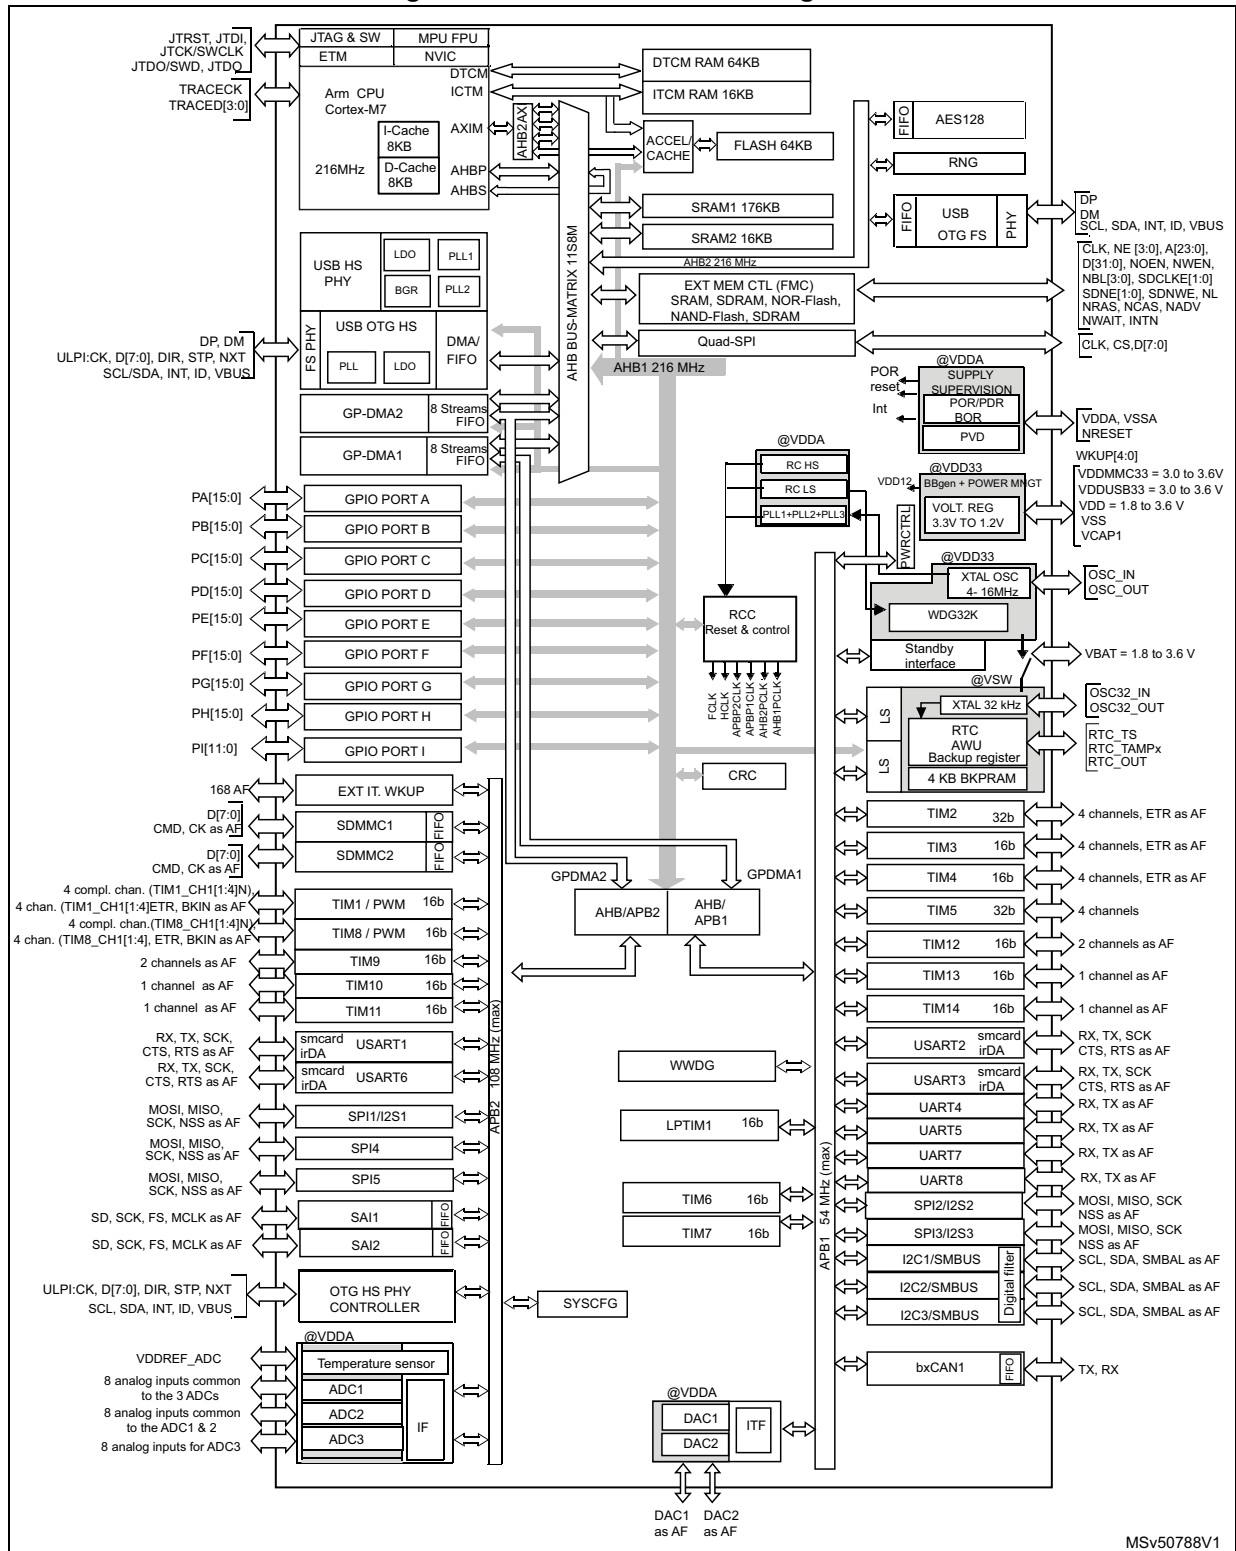 JTRST, JTDI,
JTCK/SWCLK
JTDO/SWD, JTDO
TRACECK
TRACED[3:0]
JTAG & SW
MPU FPU
ETM
NVIC
DTCM
ICTM
Arm CPU
Cortex-M7
AXIM
I-Cache
8KB
216MHz
D-Cache
8KB
AHBP
AHBS
AHB2AX
DTCM RAM 64KB
ITCM RAM 16KB
ACCEL/
CACHE
FLASH 64KB
SRAM1 176KB
SRAM2 16KB
AHB2 216 MHz
EXT MEM CTL (FMC)
SRAM, SDRAM, NOR-Flash,
NAND-Flash, SDRAM
Quad-SPI
AHB1 216 MHz
AHB BUS-MATRIX 11S8M
FIFO
AES128
RNG
FIFO
USB
OTG FS
PHY
DP
DM
SCL, SDA, INT, ID, VBUS
CLK, NE [3:0], A[23:0],
D[31:0], NOEN, NWEN,
NBL[3:0], SDCLKE[1:0]
SDNE[1:0], SDNWE, NL
NRAS, NCAS, NADV
NWAIT, INTN
CLK, CS,D[7:0]
USB HS
PHY
LDO
PLL1
BGR
PLL2
DP, DM
ULPI:CK, D[7:0], DIR, STP, NXT
SCL/SDA, INT, ID, VBUS
FS PHY
USB OTG HS
PLL
LDO
DMA/
FIFO
GP-DMA2
8 Streams
FIFO
GP-DMA1
8 Streams
FIFO
@VDDA
POR
reset
Int
SUPPLY
SUPERVISION
POR/PDR
BOR
PVD
VDDA, VSSA
NRESET
WKUP[4:0]
@VDDA
RC HS
RC LS
PLL1+PLL2+PLL3
@VDD33
VDD12
BBgen + POWER MNGT
VOLT. REG
3.3V TO 1.2V
PWRCTRL
VDDMMC33 = 3.0 to 3.6V
VDDUSB33 = 3.0 to 3.6 V
VDD = 1.8 to 3.6 V
VSS
VCAP1
@VDD33
XTAL OSC
4- 16MHz
WDG32K
OSC_IN
OSC_OUT
Standby
interface
VBAT = 1.8 to 3.6 V
@VSW
LS
LS
XTAL 32 kHz
RTC
AWU
Backup register
4 KB BKPRAM
OSC32_IN
OSC32_OUT
RTC_TS
RTC_TAMPx
RTC_OUT
RCC
Reset & control
FCLK
HCLK
APBP2CLK
APBP1CLK
AHB2PCLK
AHB1PCLK
CRC
PA[15:0]
GPIO PORT A
PB[15:0]
GPIO PORT B
PC[15:0]
GPIO PORT C
PD[15:0]
GPIO PORT D
PE[15:0]
GPIO PORT E
PF[15:0]
GPIO PORT F
PG[15:0]
GPIO PORT G
PH[15:0]
GPIO PORT H
PI[11:0]
GPIO PORT I
168 AF
EXT IT. WKUP
D[7:0]
CMD, CK as AF
SDMMC1
FIFO
D[7:0]
CMD, CK as AF
SDMMC2
FIFO
4 compl. chan. (TIM1_CH1[1:4]N),
4 chan. (TIM1_CH1[1:4]ETR, BKIN as AF
TIM1 / PWM 16b
4 compl. chan.(TIM8_CH1[1:4]N),
4 chan. (TIM8_CH1[1:4], ETR, BKIN as AF
TIM8 / PWM 16b
2 channels as AF
TIM9 16b
1 channel as AF
TIM10 16b
1 channel as AF
TIM11 16b
RX, TX, SCK,
CTS, RTS as AF
smcard
irDA
USART1
RX, TX, SCK,
CTS, RTS as AF
smcard
irDA
USART6
MOSI, MISO,
SCK, NSS as AF
SPI1/I2S1
MOSI, MISO,
SCK, NSS as AF
SPI4
MOSI, MISO,
SCK, NSS as AF
SPI5
SD, SCK, FS, MCLK as AF
SAI1
FIFO
SD, SCK, FS, MCLK as AF
SAI2
FIFO
ULPI:CK, D[7:0], DIR, STP, NXT
SCL, SDA, INT, ID, VBUS
OTG HS PHY
CONTROLLER
SYSCFG
@VDDA
VDDREF_ADC
Temperature sensor
8 analog inputs common
to the 3 ADCs
ADC1
8 analog inputs common
to the ADC1 & 2
ADC2
8 analog inputs for ADC3
ADC3
IF
APB2 108 MHz (max)
GPDMA2
GPDMA1
AHB/APB2
AHB/
APB1
WWDG
LPTIM1 16b
TIM6 16b
TIM7 16b
@VDDA
DAC1
DAC2
ITF
DAC1
as AF
DAC2
as AF
APB1 54 MHz (max)
TIM2 32b
4 channels, ETR as AF
TIM3 16b
4 channels, ETR as AF
TIM4 16b
4 channels, ETR as AF
TIM5 32b
4 channels
TIM12 16b
2 channels as AF
TIM13 16b
1 channel as AF
TIM14 16b
1 channel as AF
USART2
smcard
irDA
RX, TX, SCK
CTS, RTS as AF
USART3
smcard
irDA
RX, TX, SCK
CTS, RTS as AF
UART4
RX, TX as AF
UART5
RX, TX as AF
UART7
RX, TX as AF
UART8
RX, TX as AF
SPI2/I2S2
MOSI, MISO, SCK
NSS as AF
SPI3/I2S3
MOSI, MISO, SCK
NSS as AF
I2C1/SMBUS
SCL, SDA, SMBAL as AF
I2C2/SMBUS
SCL, SDA, SMBAL as AF
I2C3/SMBUS
SCL, SDA, SMBAL as AF
Digital filter
bxCAN1
FIFO
TX, RX
MSv50788V1